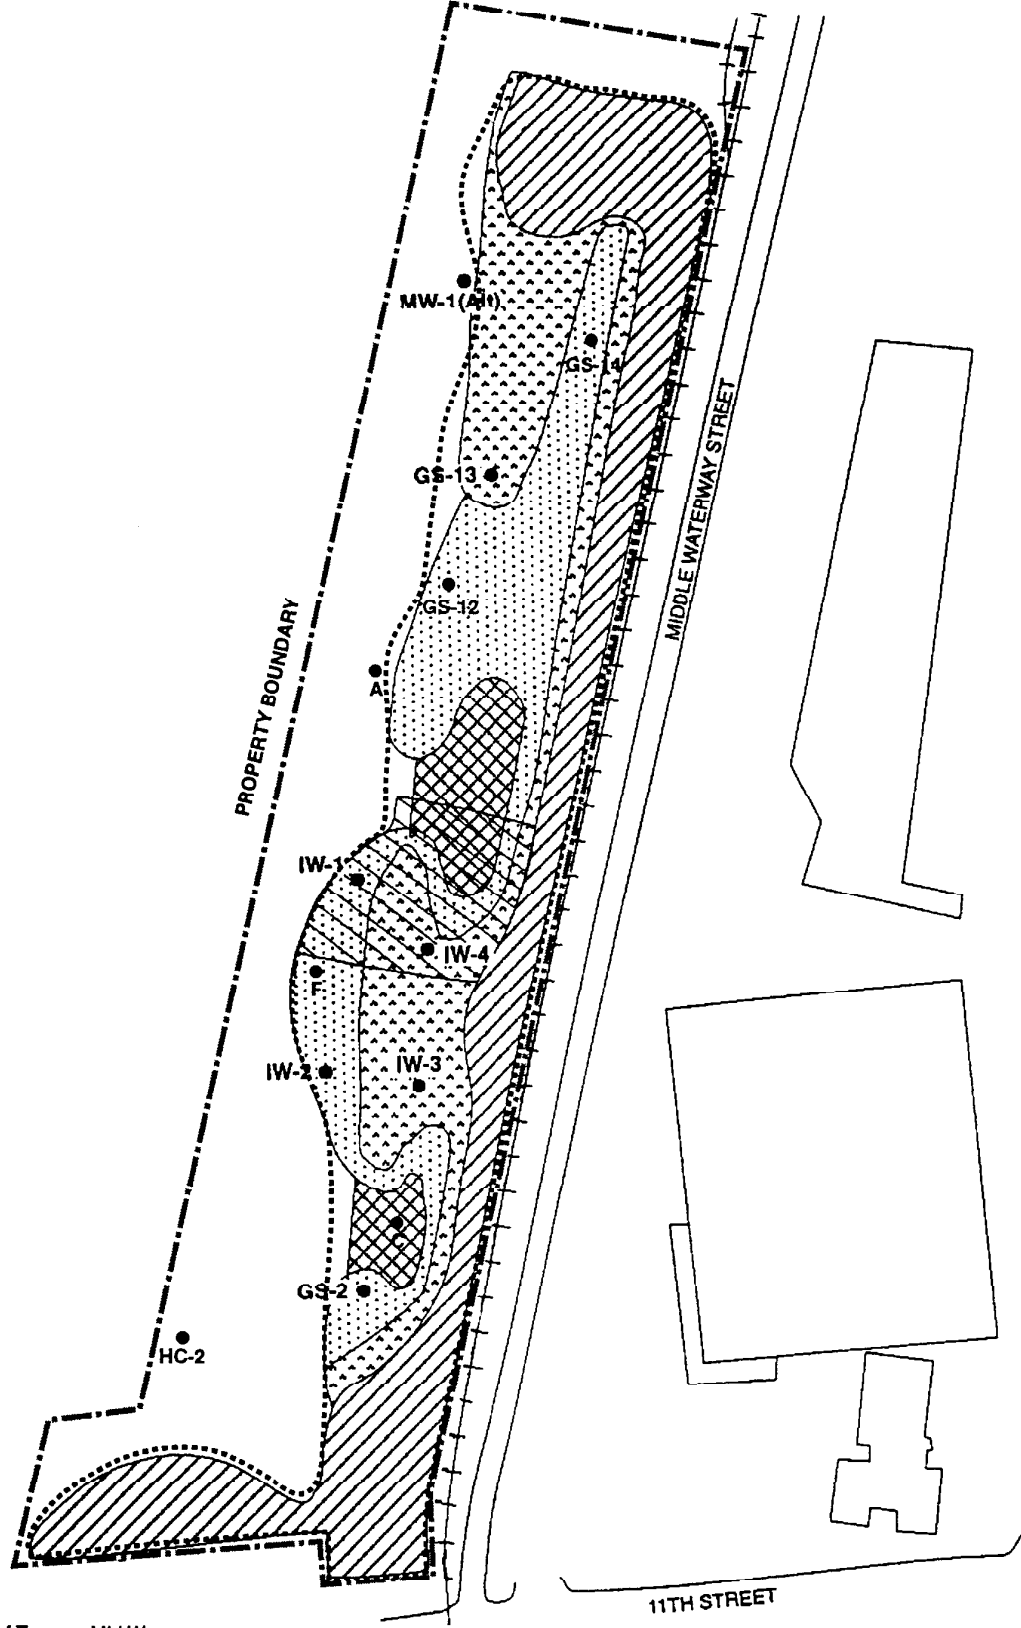 MW-1(Alt)
GS-14
MIDDLE WATERWAY STREET
GS-13
GS-12
PROPERTY BOUNDARY
A
IW-1
IW-4
F
IW-2
IW-3
C
GS-2
HC-2
11TH STREET